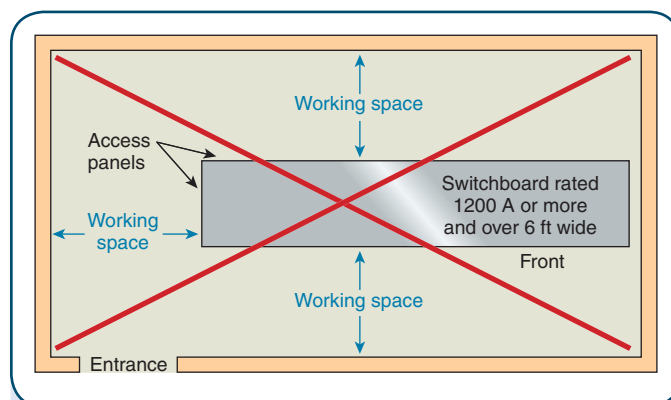 Working space
Access
panels
Switchboard rated
1200 A or more
and over 6 ft wide
Working
space
Front
Working space
Entrance